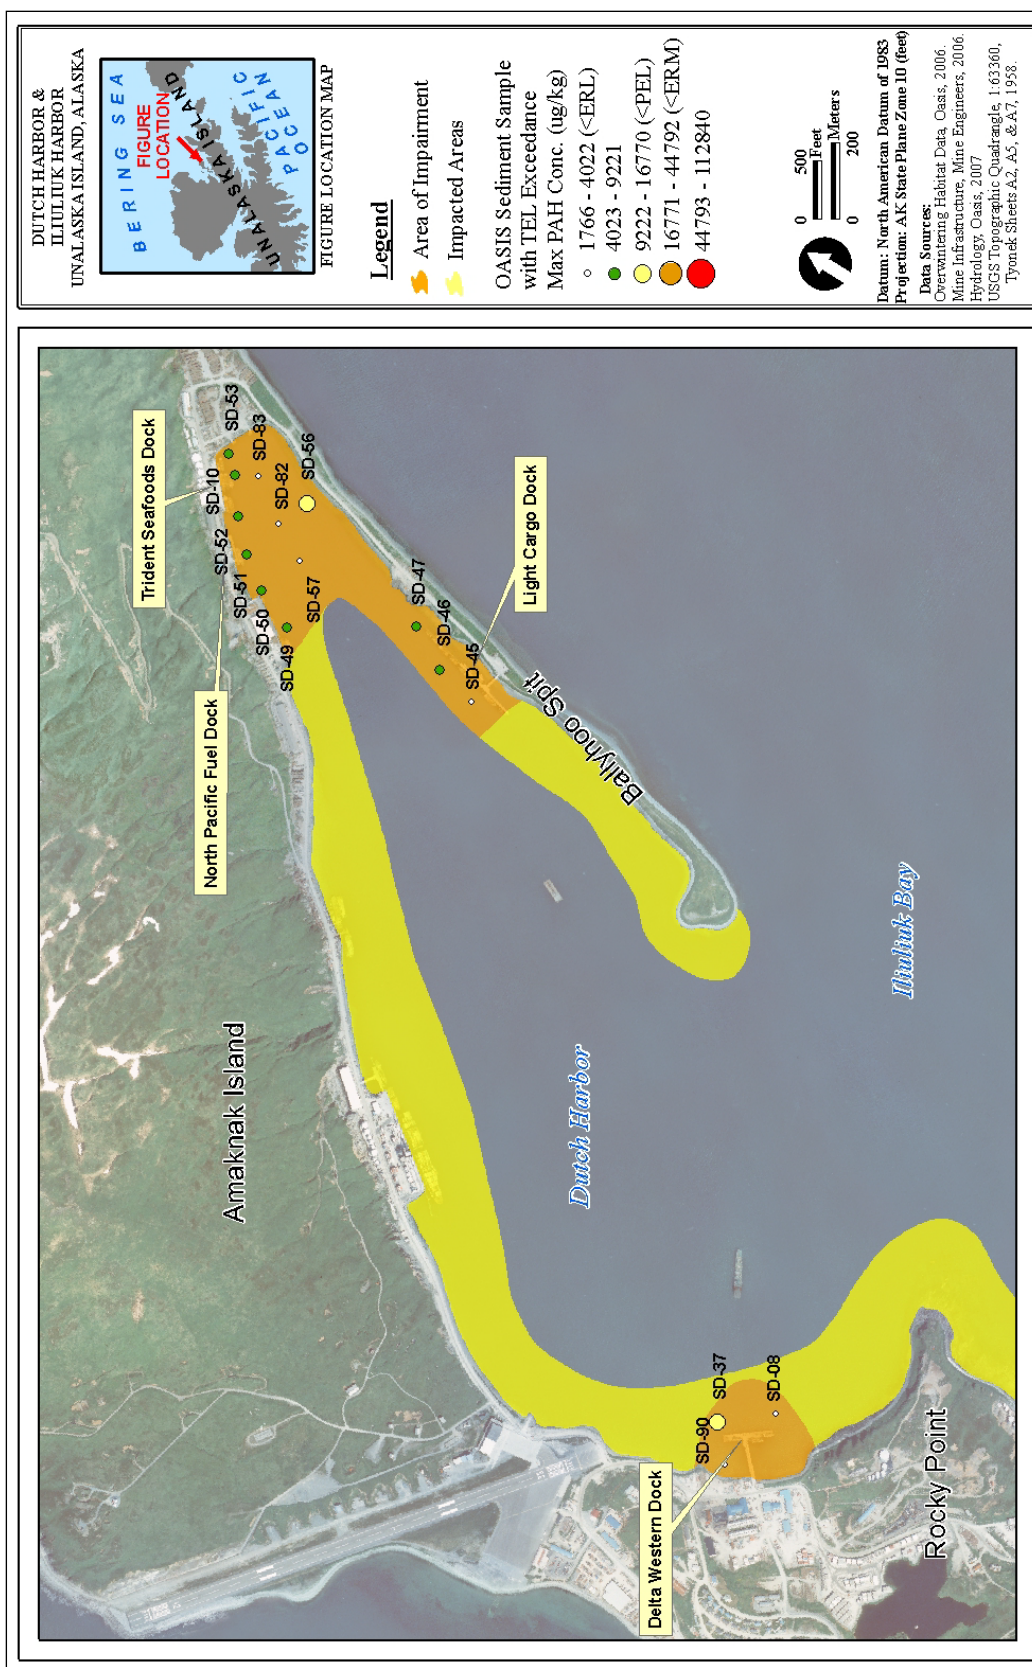 DUTCH HARBOR &
ILIULIUK HARBOR
UNALASKA ISLAND, ALASKA
BERING SEA
FIGURE
LOCATION
UNALASKA ISLAND
PACIFIC
OCEAN
FIGURE LOCATION MAP
Legend
Area of Impairment
Impacted Areas
OASIS Sediment Sample
with TEL Exceedance
Max PAH Conc. (ug/kg)
1766 - 4022 (<ERL)
4023 - 9221
9222 - 16770 (<PEL)
16771 - 44792 (<ERM)
44793 - 112840
0 500
Feet
Meters
0 200
Datum: North American Datum of 1983
Projection: AK State Plane Zone 10 (feet)
Data Sources:
Overwintering Habitat Data, Oasis, 2006.
Mine Infrastructure, Mine Engineers, 2006.
Hydrology, Oasis, 2007
USGS Topographic Quadrangle, 1:63360,
Tyonek Sheets A2, A5, & A7, 1958.
Trident Seafoods Dock
North Pacific Fuel Dock
SD-53
SD-10
SD-83
SD-52
SD-82
SD-56
SD-51
SD-50
SD-57
SD-49
SD-47
SD-46
SD-45
Light Cargo Dock
Ballyhoo Spit
Amaknak Island
Dutch Harbor
Iliuliuk Bay
SD-37
SD-90
SD-08
Delta Western Dock
Rocky Point